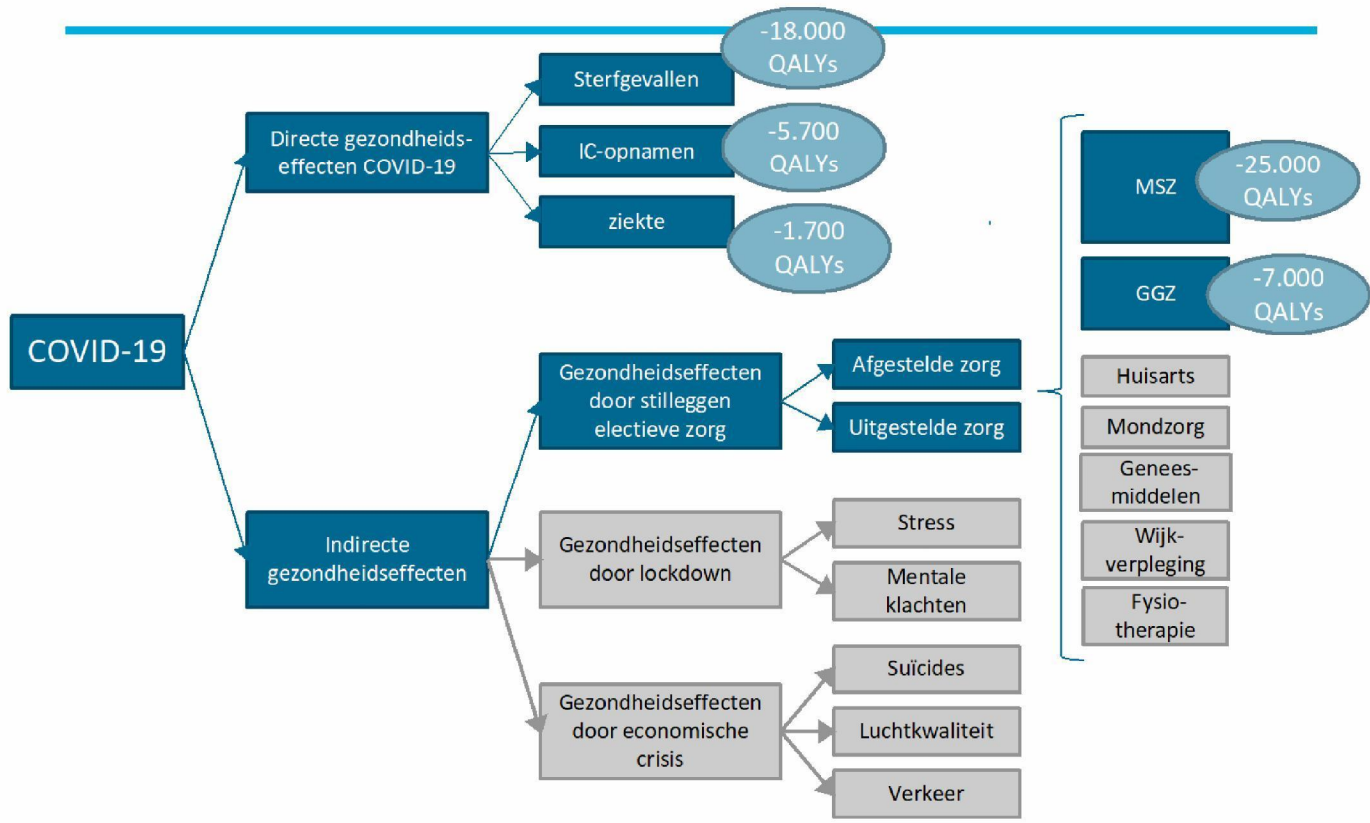 COVID-19
Directe gezondheids-
effecten COVID-19
Sterfgevallen
-18.000
QALYs
IC-opnamen
-5.700
QALYs
ziekte
-1.700
QALYs
Indirecte
gezondheidseffecten
Gezondheidseffecten
door stilleggen
electieve zorg
Afgestelde zorg
Uitgestelde zorg
Gezondheidseffecten
door lockdown
Stress
Mentale
klachten
Gezondheidseffecten
door economische
crisis
Suïcides
Luchtkwaliteit
Verkeer
MSZ
-25.000
QALYs
GGZ
-7.000
QALYs
Huisarts
Mondzorg
Genees-
middelen
Wijk-
verpleging
Fysio-
therapie